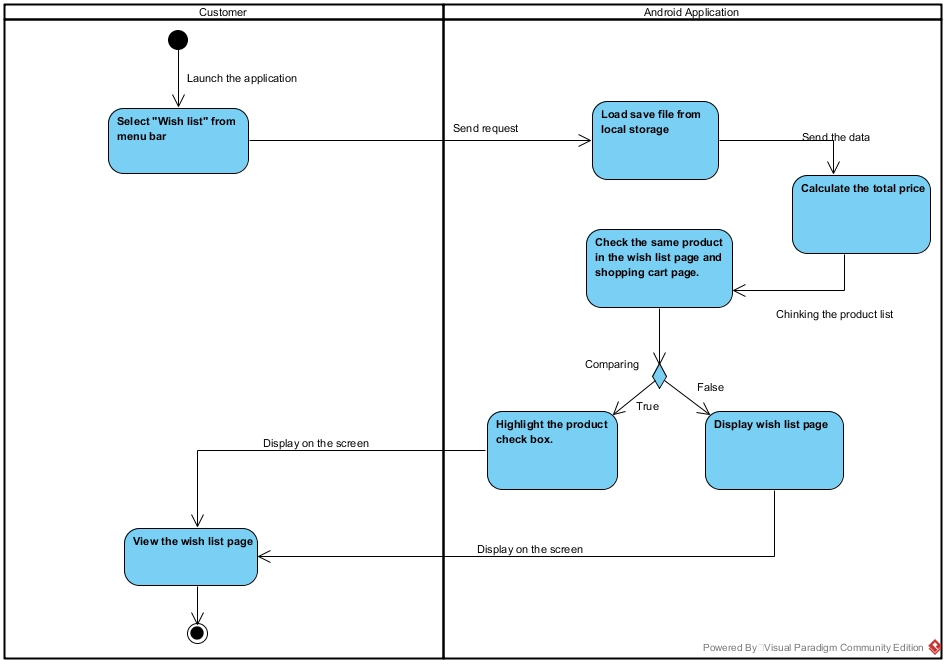 Customer
Android Application
Launch the application
Select "Wish list" from
menu bar
Send request
Load save file from
local storage
Send the data
Calculate the total price
Check the same product
in the wish list page and
shopping cart page.
Chinking the product list
Comparing
True
False
Highlight the product
check box.
Display wish list page
Display on the screen
View the wish list page
Display on the screen
Powered By Visual Paradigm Community Edition